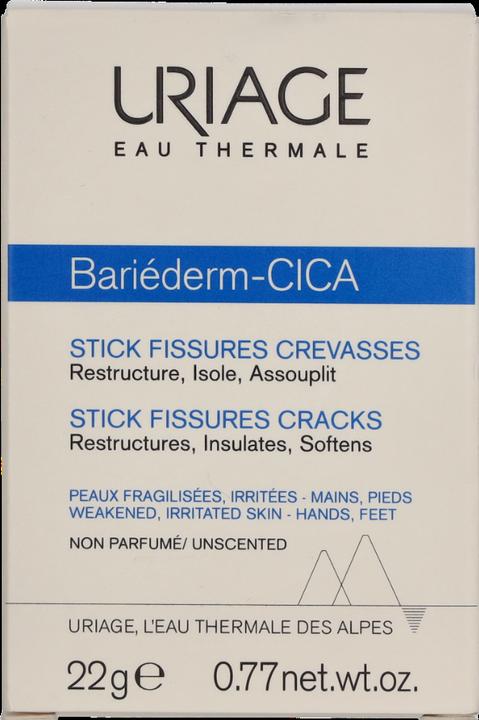 URIAGE
EAU THERMALE
Bariéderm-CICA
STICK FISSURES CREVASSES
Restructure, Isole, Assouplit
STICK FISSURES CRACKS
Restructures, Insulates, Softens
PEAUX FRAGILISÉES, IRRITÉES - MAINS, PIEDS
WEAKENED, IRRITATED SKIN - HANDS, FEET
NON PARFUMÉ/ UNSCENTED
URIAGE, L'EAU THERMALE DES ALPES
22g℮ 0.77net.wt.oz.